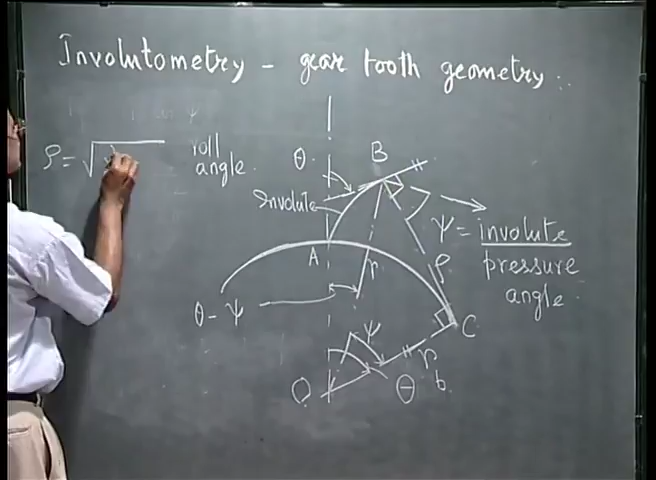 Involutometry - gear tooth geometry
ρ = √
roll
angle
θ
B
Involute
ψ = involute
pressure
angle
A
r
ρ
θ - ψ
C
ψ
r b
O
θ